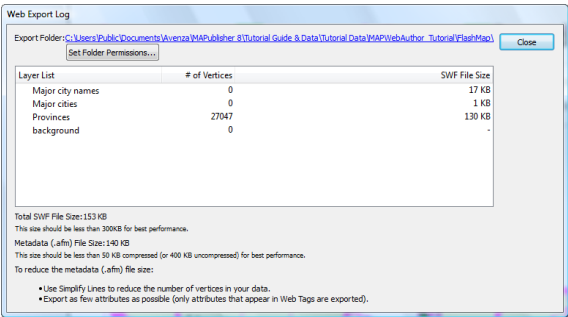 Web Export Log
Export Folder:C:\Users\Public\Documents\Avenza\MAPublisher 8\Tutorial Guide & Data\Tutorial Data\MAPWebAuthor_Tutorial\FlashMap\
Close
Set Folder Permissions...
Layer List # of Vertices SWF File Size
Major city names 0 17 KB
Major cities 0 1 KB
Provinces 27047 130 KB
background 0 -
Total SWF File Size:153 KB
This size should be less than 300KB for best performance.
Metadata (.afm) File Size:140 KB
This size should be less than 50 KB compressed (or 400 KB uncompressed) for best performance.
To reduce the metadata (.afm) file size:
•Use Simplify Lines to reduce the number of vertices in your data.
•Export as few attributes as possible (only attributes that appear in Web Tags are exported).